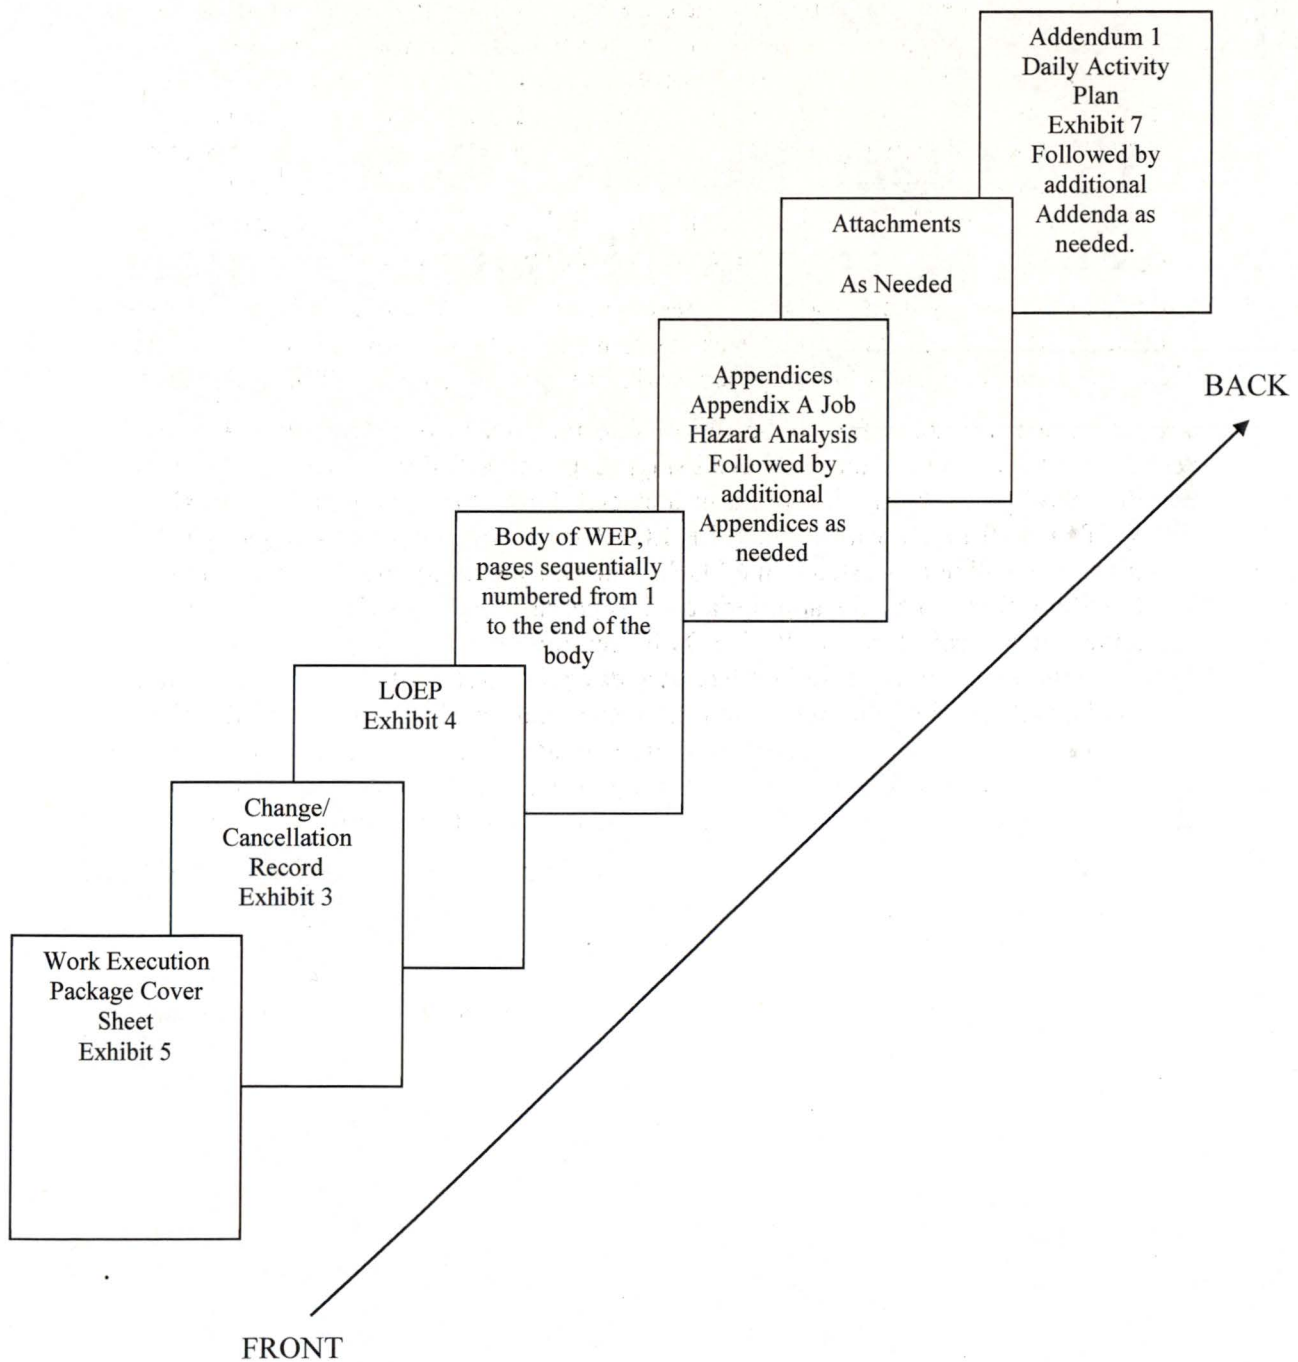 Addendum 1
Daily Activity
Plan
Exhibit 7
Followed by
additional
Addenda as
needed.
Attachments
As Needed
BACK
Appendices
Appendix A Job
Hazard Analysis
Followed by
additional
Appendices as
needed
Body of WEP,
pages sequentially
numbered from 1
to the end of the
body
LOEP
Exhibit 4
Change/
Cancellation
Record
Exhibit 3
Work Execution
Package Cover
Sheet
Exhibit 5
FRONT